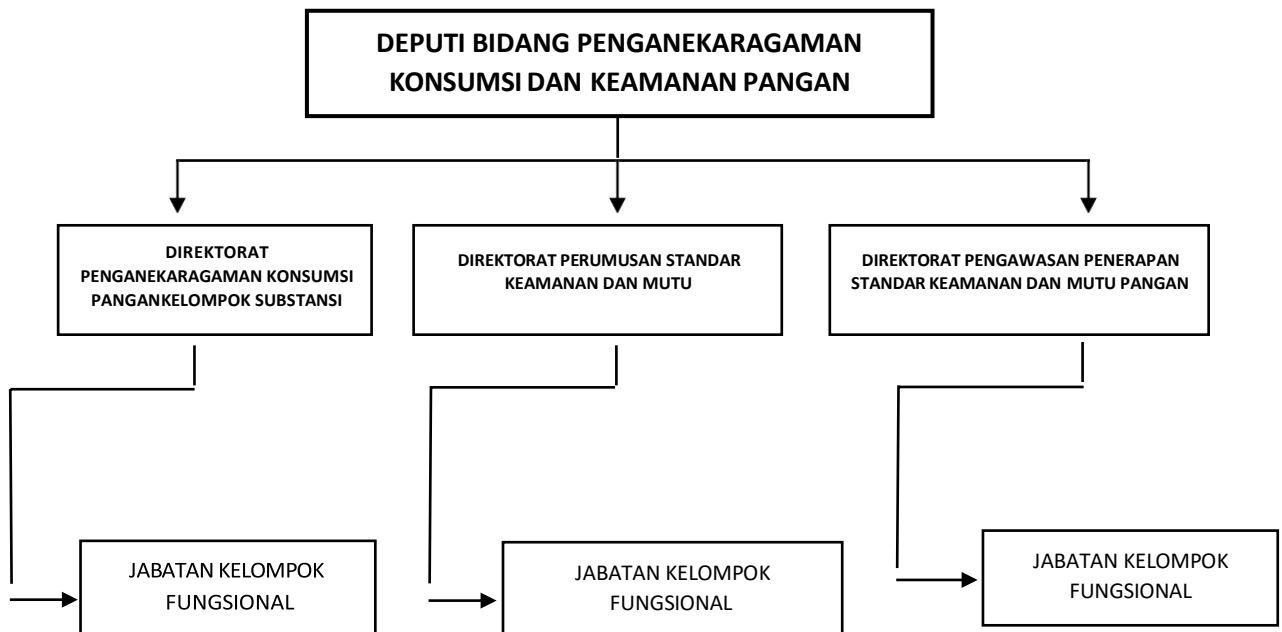 DEPUTI BIDANG PENGANEKARAGAMAN
KONSUMSI DAN KEAMANAN PANGAN
DIREKTORAT
PENGANEKARAGAMAN KONSUMSI
PANGANKELOMPOK SUBSTANSI
DIREKTORAT PERUMUSAN STANDAR
KEAMANAN DAN MUTU
DIREKTORAT PENGAWASAN PENERAPAN
STANDAR KEAMANAN DAN MUTU PANGAN
JABATAN KELOMPOK
FUNGSIONAL
JABATAN KELOMPOK
FUNGSIONAL
JABATAN KELOMPOK
FUNGSIONAL